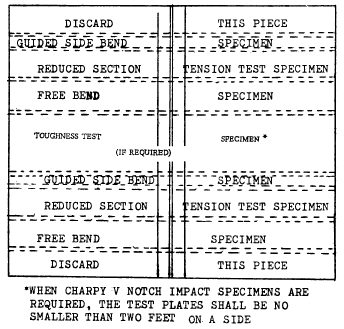 DISCARD THIS PIECE
GUIDED SIDE BEND SPECIMEN
REDUCED SECTION TENSION TEST SPECIMEN
FREE BEND SPECIMEN
TOUGHNESS TEST SPECIMEN *
(IF REQUIRED)
GUIDED SIDE BEND SPECIMEN
REDUCED SECTION TENSION TEST SPECIMEN
FREE BEND SPECIMEN
DISCARD THIS PIECE
*WHEN CHARPY V NOTCH IMPACT SPECIMENS ARE
REQUIRED, THE TEST PLATES SHALL BE NO
SMALLER THAN TWO FEET ON A SIDE